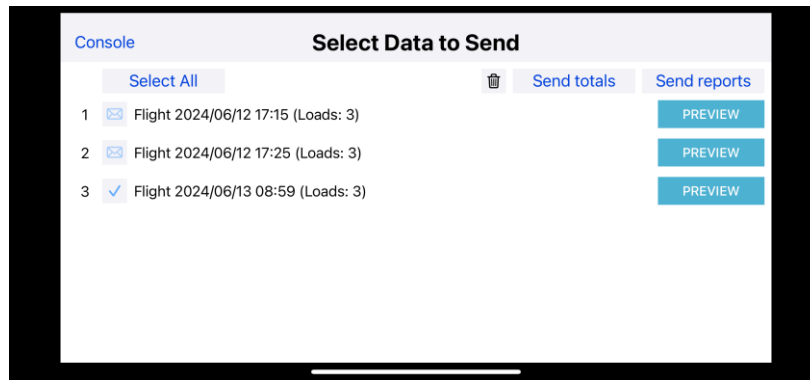 Console Select Data to Send
Select All Send totals Send reports
1 Flight 2024/06/12 17:15 (Loads: 3) PREVIEW
2 Flight 2024/06/12 17:25 (Loads: 3) PREVIEW
3 Flight 2024/06/13 08:59 (Loads: 3) PREVIEW